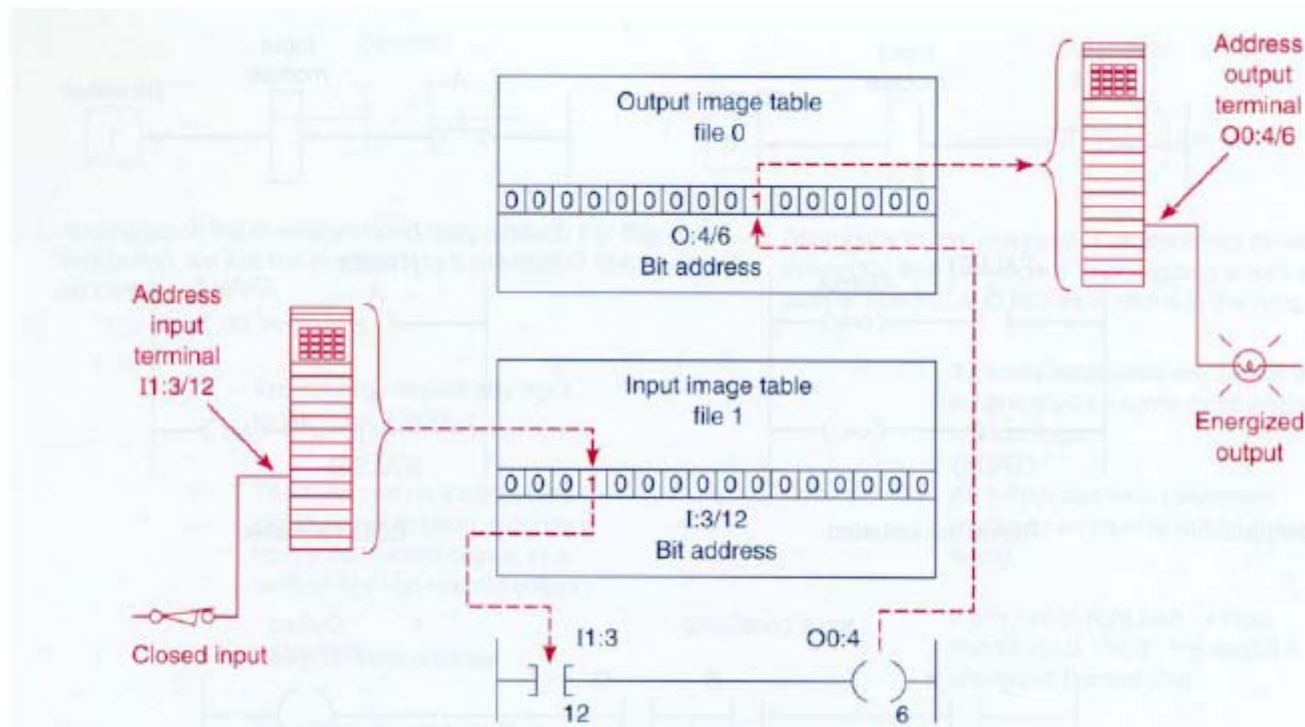 Output image table
file 0
0 0 0 0 0 0 0 0 0 1 0 0 0 0 0 0
O:4/6
Bit address
Address
output
terminal
O0:4/6
Energized
output
Address
input
terminal
I1:3/12
Closed input
Input image table
file 1
0 0 0 1 0 0 0 0 0 0 0 0 0 0 0 0
I:3/12
Bit address
I1:3
12
O0:4
6